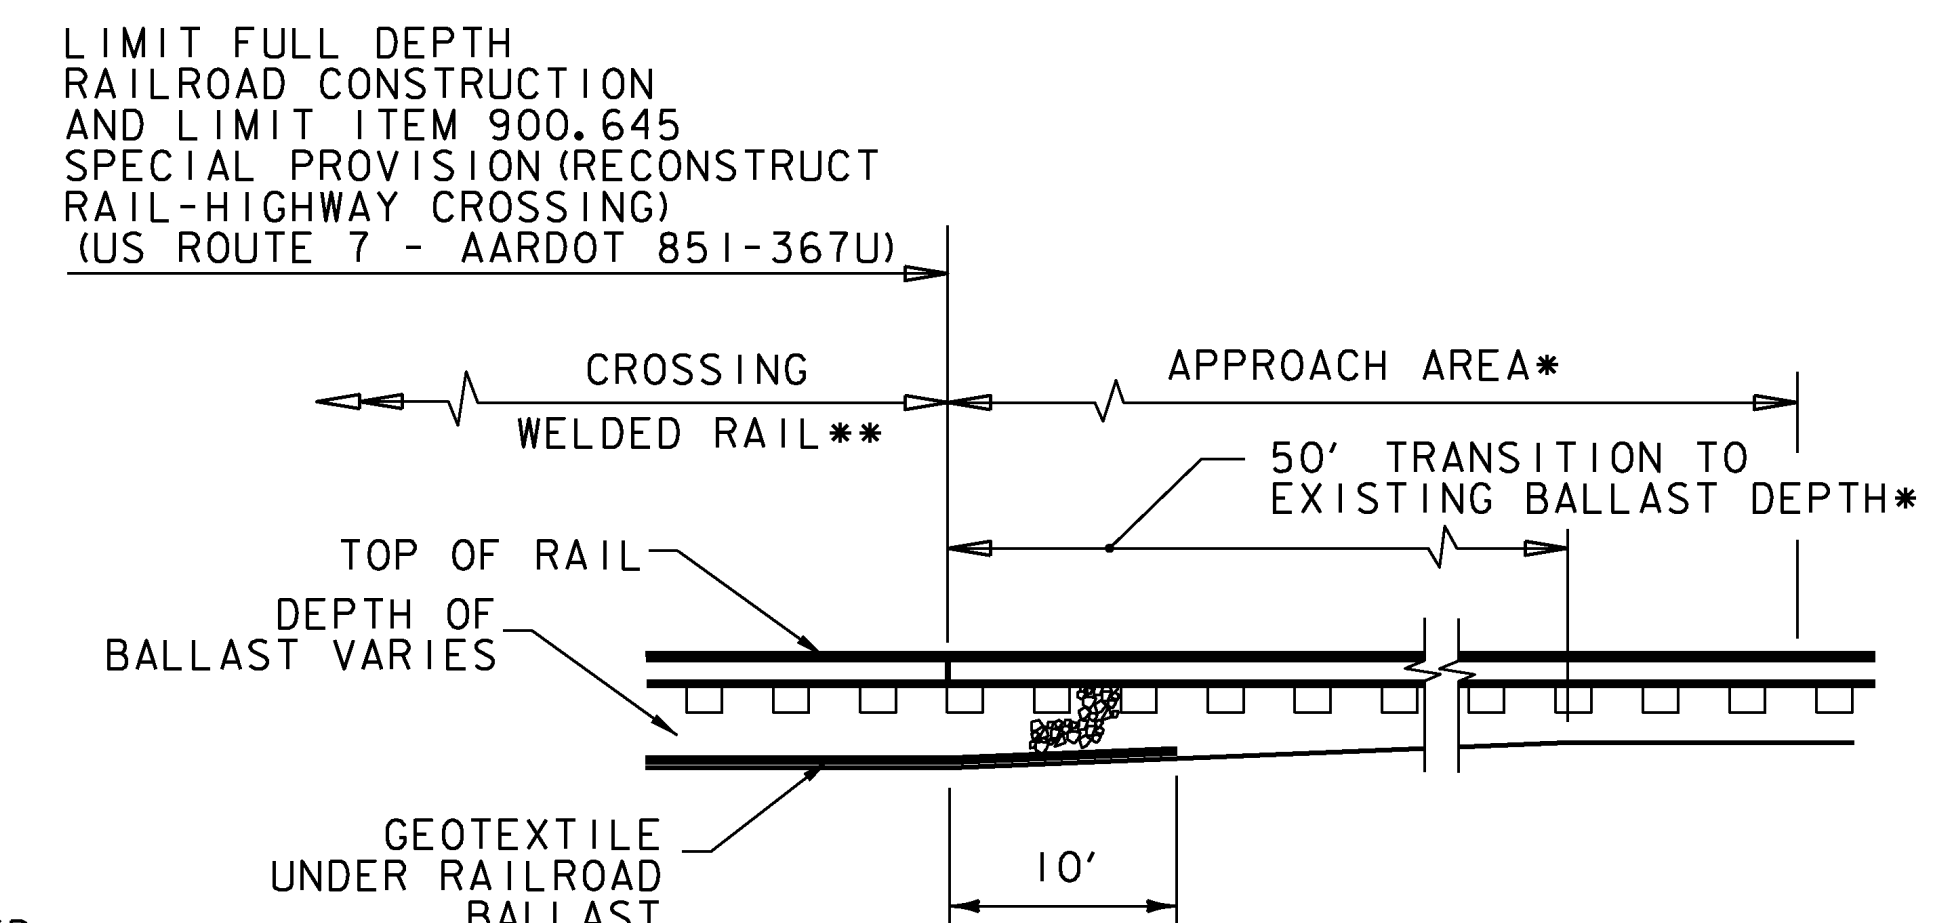 LIMIT FULL DEPTH
RAILROAD CONSTRUCTION
AND LIMIT ITEM 900.645
SPECIAL PROVISION (RECONSTRUCT
RAIL-HIGHWAY CROSSING)
(US ROUTE 7 - AARDOT 851-367U)
CROSSING
WELDED RAIL**
APPROACH AREA*
50' TRANSITION TO
EXISTING BALLAST DEPTH*
TOP OF RAIL
DEPTH OF
BALLAST VARIES
GEOTEXTILE
UNDER RAILROAD
BALLAST
10'